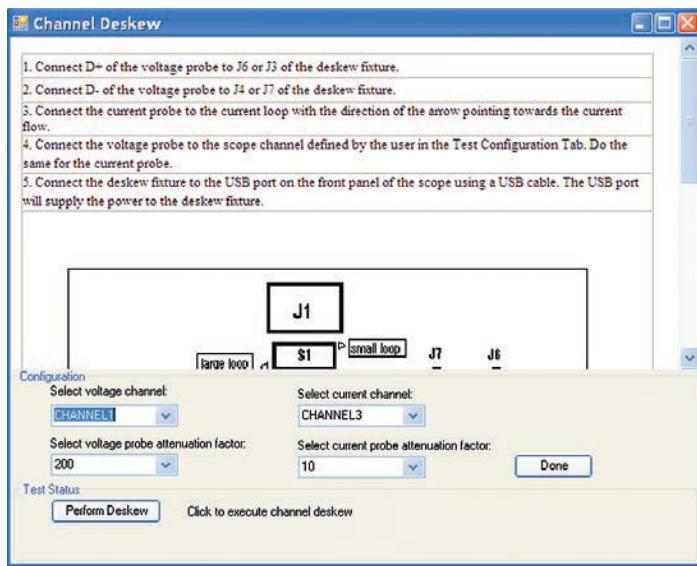 Channel Deskew
1. Connect D+ of the voltage probe to J6 or J3 of the deskew fixture.
2. Connect D- of the voltage probe to J4 or J7 of the deskew fixture.
3. Connect the current probe to the current loop with the direction of the arrow pointing towards the current
flow.
4. Connect the voltage probe to the scope channel defined by the user in the Test Configuration Tab. Do the
same for the current probe.
5. Connect the deskew fixture to the USB port on the front panel of the scope using a USB cable. The USB port
will supply the power to the deskew fixture.
J1
large loop
S1
small loop
J7
J6
Configuration
Select voltage channel:
Select current channel:
CHANNEL1
CHANNEL3
Select voltage probe attenuation factor:
Select current probe attenuation factor:
200
10
Done
Test Status
Perform Deskew
Click to execute channel deskew